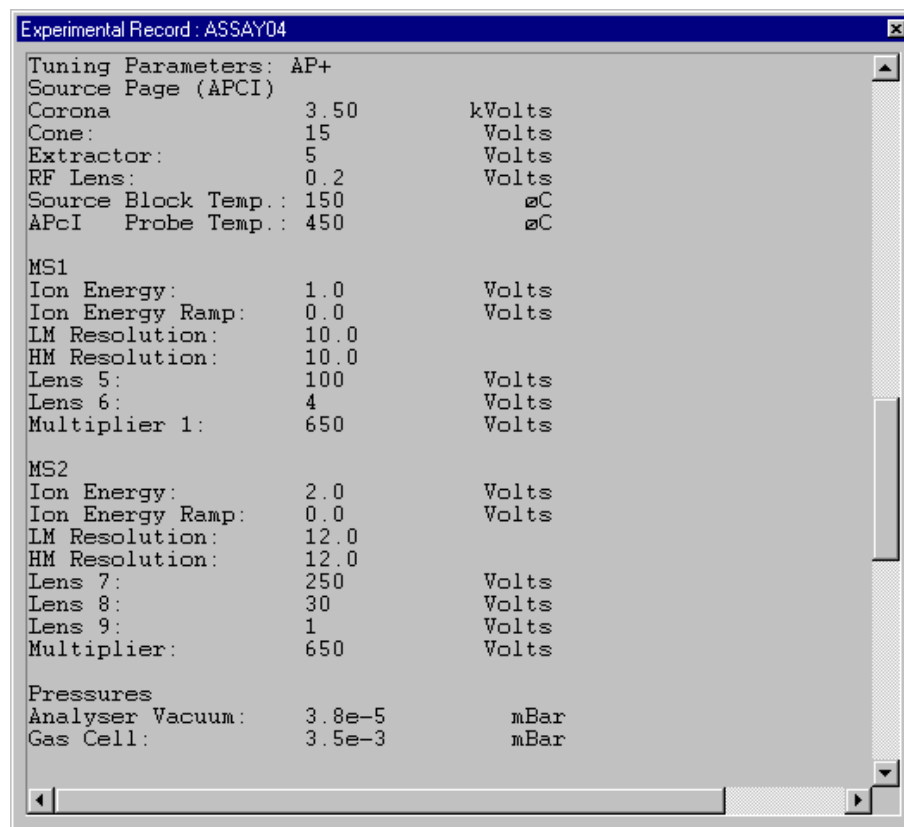 Experimental Record : ASSAY04
Tuning Parameters: AP+
Source Page (APCI)
Corona 3.50 kVolts
Cone: 15 Volts
Extractor: 5 Volts
RF Lens: 0.2 Volts
Source Block Temp.: 150 øC
APcI Probe Temp.: 450 øC
MS1
Ion Energy: 1.0 Volts
Ion Energy Ramp: 0.0 Volts
LM Resolution: 10.0
HM Resolution: 10.0
Lens 5: 100 Volts
Lens 6: 4 Volts
Multiplier 1: 650 Volts
MS2
Ion Energy: 2.0 Volts
Ion Energy Ramp: 0.0 Volts
LM Resolution: 12.0
HM Resolution: 12.0
Lens 7: 250 Volts
Lens 8: 30 Volts
Lens 9: 1 Volts
Multiplier: 650 Volts
Pressures
Analyser Vacuum: 3.8e-5 mBar
Gas Cell: 3.5e-3 mBar